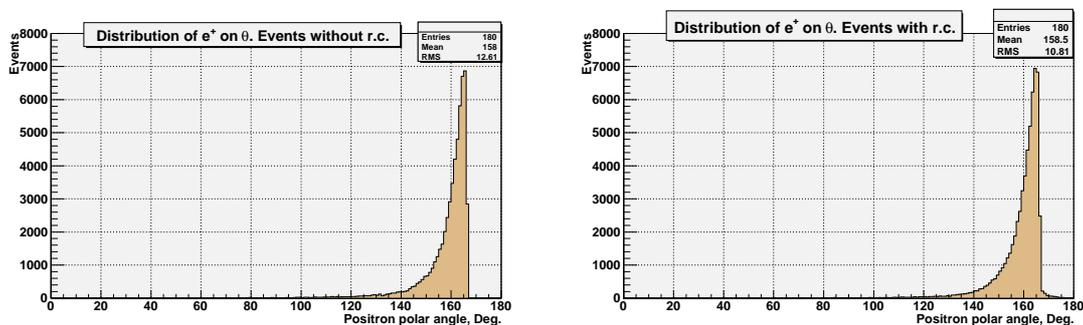 Distribution of e+ on θ. Events without r.c.
Entries 180
Mean 158
RMS 12.61
Events
8000
7000
6000
5000
4000
3000
2000
1000
0
0 20 40 60 80 100 120 140 160 180
Positron polar angle, Deg.
Distribution of e+ on θ. Events with r.c.
Entries 180
Mean 158.5
RMS 10.81
Events
8000
7000
6000
5000
4000
3000
2000
1000
0
0 20 40 60 80 100 120 140 160 180
Positron polar angle, Deg.